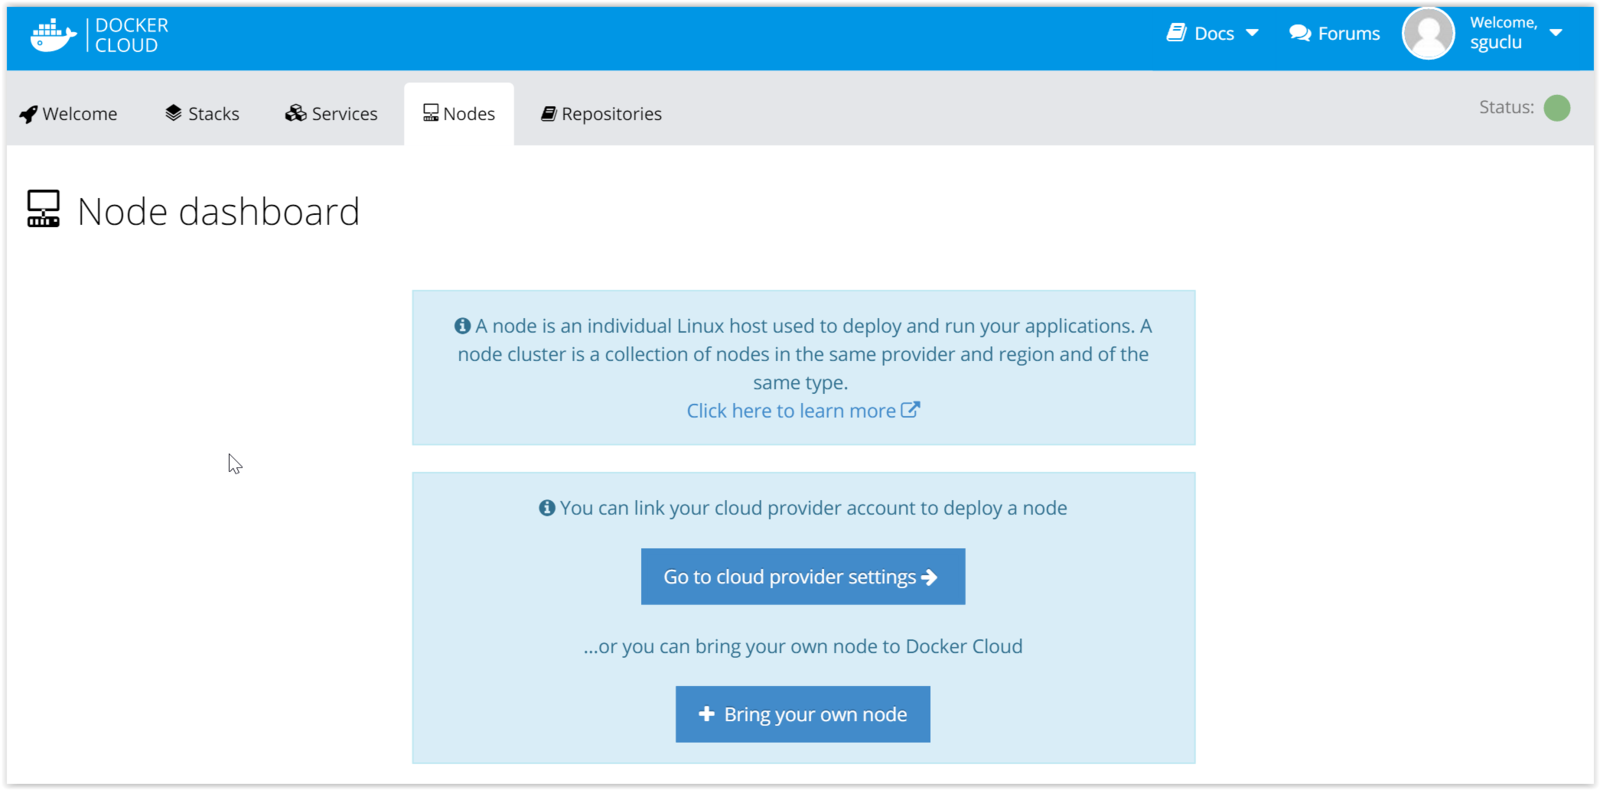 DOCKER
CLOUD
Docs
Forums
Welcome,
sguclu
Welcome
Stacks
Services
Nodes
Repositories
Status:
Node dashboard
A node is an individual Linux host used to deploy and run your applications. A
node cluster is a collection of nodes in the same provider and region and of the
same type.
Click here to learn more
You can link your cloud provider account to deploy a node
Go to cloud provider settings
...or you can bring your own node to Docker Cloud
Bring your own node